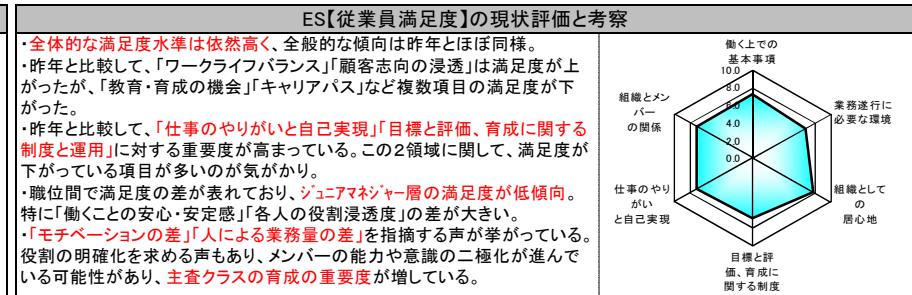 ES【従業員満足度】の現状評価と考察
・全体的な満足度水準は依然高く、全般的な傾向は昨年とほぼ同様。
・昨年と比較して、「ワークライフバランス」「顧客志向の浸透」は満足度が上
がったが、「教育・育成の機会」「キャリアパス」など複数項目の満足度が下
がった。
・昨年と比較して、「仕事のやりがいと自己実現」「目標と評価、育成に関する
制度と運用」に対する重要度が高まっている。この2領域に関して、満足度が
下がっている項目が多いのが気がかり。
・職位間で満足度の差が表れており、ジュニアマネジャー層の満足度が低傾向。
特に「働くことの安心・安定感」「各人の役割浸透度」の差が大きい。
・「モチベーションの差」「人による業務量の差」を指摘する声が挙がっている。
役割の明確化を求める声もあり、メンバーの能力や意識の二極化が進んで
いる可能性があり、主査クラスの育成の重要度が増している。
働く上での
基本事項
10.0
8.0
6.0
4.0
2.0
0.0
業務遂行に
必要な環境
組織として
の
居心地
目標と評
価、育成に
関する制度
仕事のやり
がい
と自己実現
組織とメン
バー
の関係